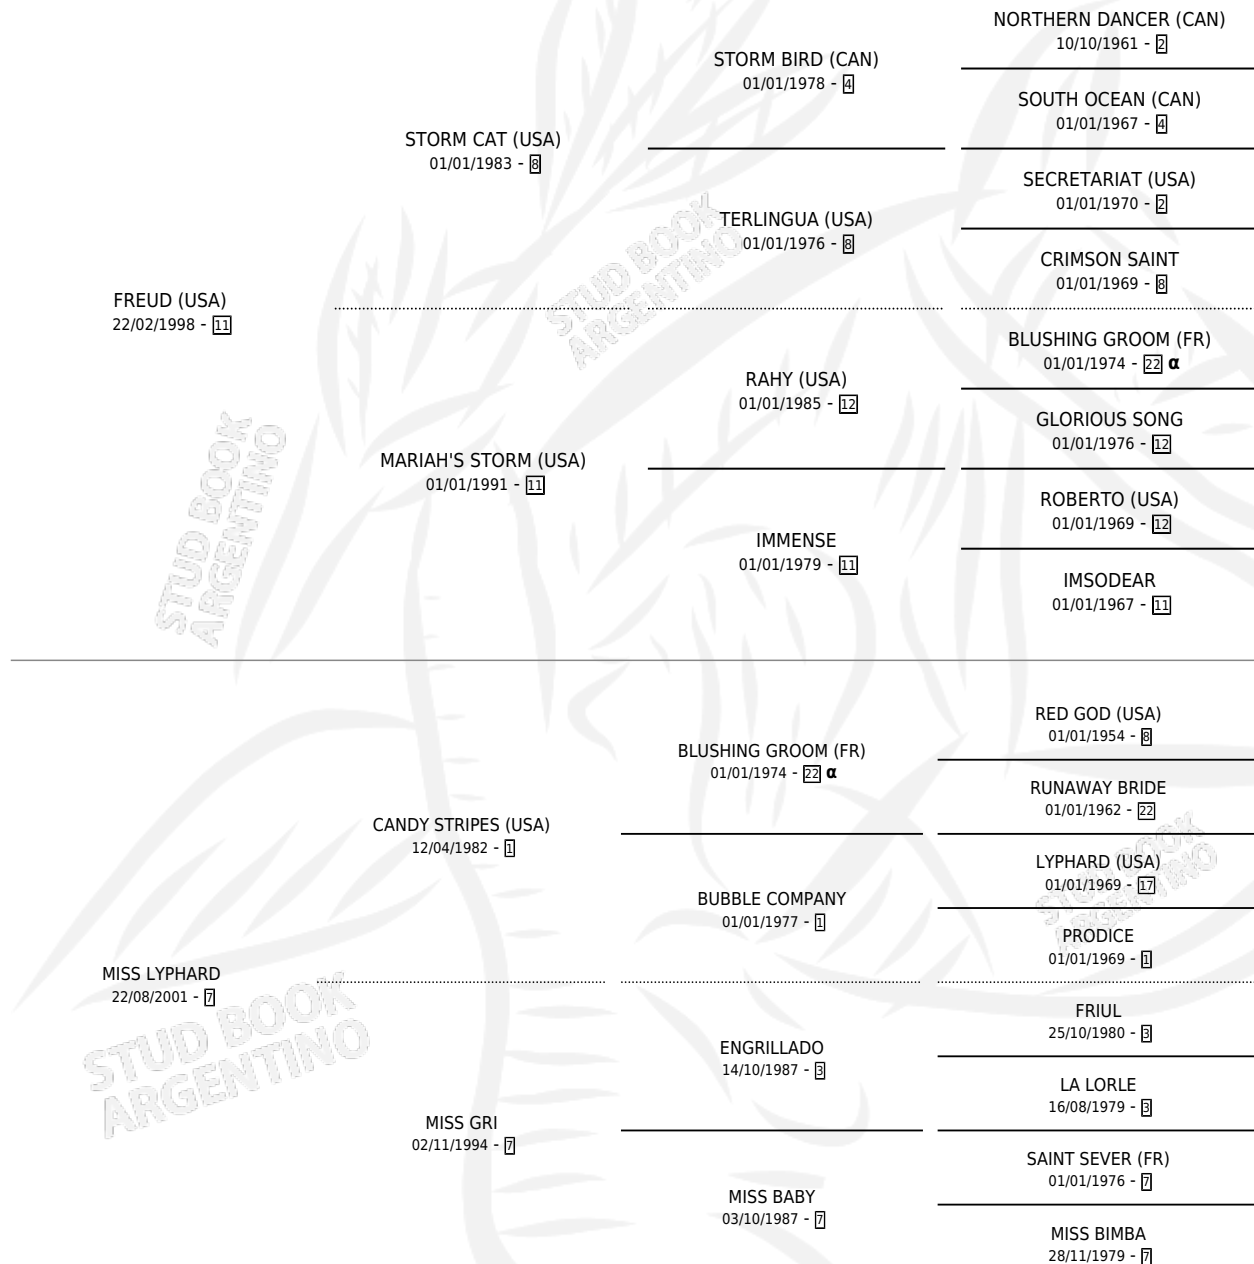 NORTHERN DANCER (CAN)
10/10/1961 - 2
STORM BIRD (CAN)
01/01/1978 - 4
SOUTH OCEAN (CAN)
01/01/1967 - 4
STORM CAT (USA)
01/01/1983 - 8
SECRETARIAT (USA)
01/01/1970 - 2
TERLINGUA (USA)
01/01/1976 - 8
CRIMSON SAINT
01/01/1969 - 8
FREUD (USA)
22/02/1998 - 11
BLUSHING GROOM (FR)
01/01/1974 - 22 α
RAHY (USA)
01/01/1985 - 12
GLORIOUS SONG
01/01/1976 - 12
MARIAH'S STORM (USA)
01/01/1991 - 11
ROBERTO (USA)
01/01/1969 - 12
IMMENSE
01/01/1979 - 11
IMSODEAR
01/01/1967 - 11
RED GOD (USA)
01/01/1954 - 8
BLUSHING GROOM (FR)
01/01/1974 - 22 α
RUNAWAY BRIDE
01/01/1962 - 22
CANDY STRIPES (USA)
12/04/1982 - 1
LYPHARD (USA)
01/01/1969 - 17
BUBBLE COMPANY
01/01/1977 - 1
PRODICE
01/01/1969 - 1
MISS LYPHARD
22/08/2001 - 7
FRIUL
25/10/1980 - 3
ENGRILLADO
14/10/1987 - 3
LA LORLE
16/08/1979 - 3
MISS GRI
02/11/1994 - 7
SAINT SEVER (FR)
01/01/1976 - 7
MISS BABY
03/10/1987 - 7
MISS BIMBA
28/11/1979 - 7
STUD BOOK
ARGENTINO
STUD BOOK
ARGENTINO
STUD BOOK
ARGENTINO
STUD BOOK
ARGENTINO